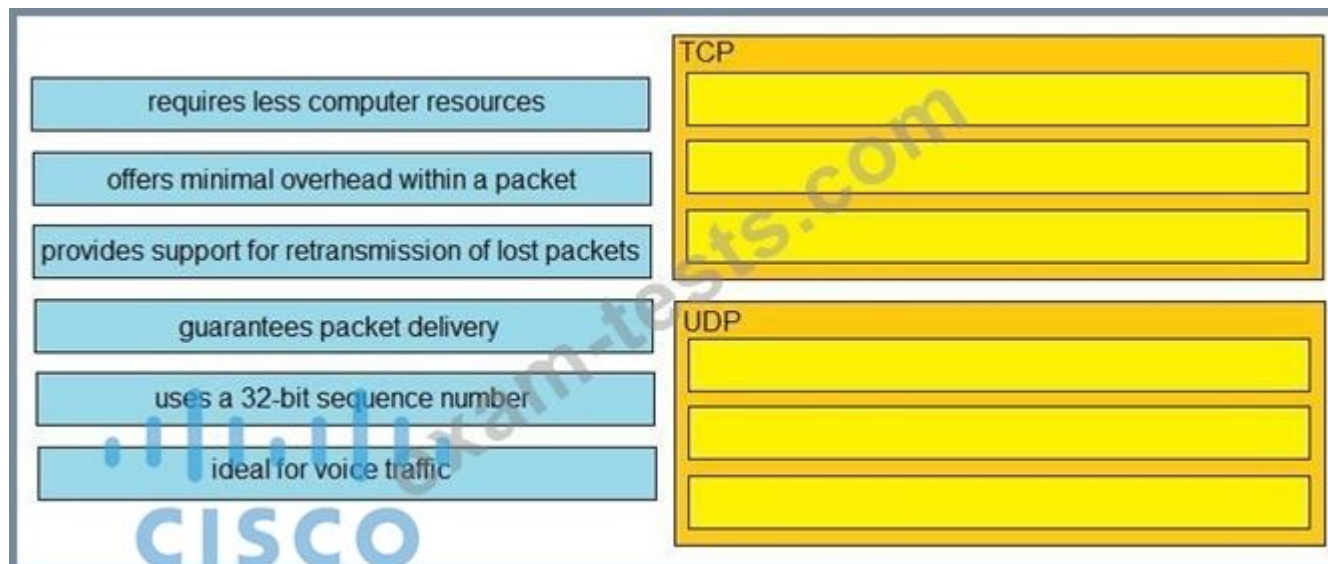 requires less computer resources
offers minimal overhead within a packet
provides support for retransmission of lost packets
guarantees packet delivery
uses a 32-bit sequence number
ideal for voice traffic
TCP
UDP
exam-tests.com
CISCO